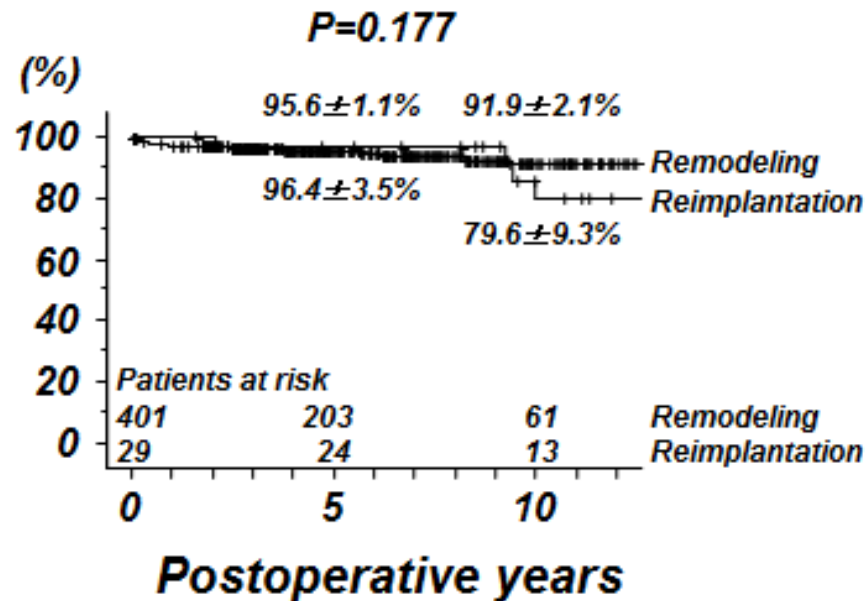 P=0.177
(%)
95.6±1.1% 91.9±2.1%
100
Remodeling
96.4±3.5%
80
Reimplantation
79.6±9.3%
60
40
20
Patients at risk
401 203 61 Remodeling
0
29 24 13 Reimplantation
0 5 10
Postoperative years